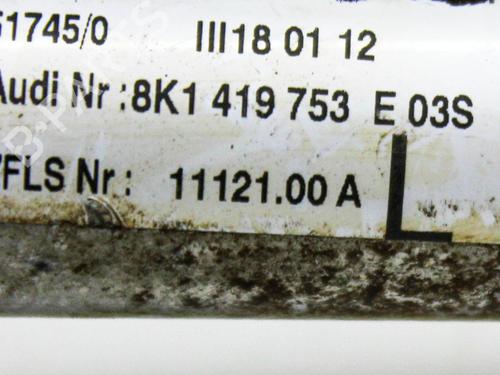 51745/0 III18 01 12
Audi Nr :8K1 419 753 E 03S
FLS Nr: 11121.00 A
L